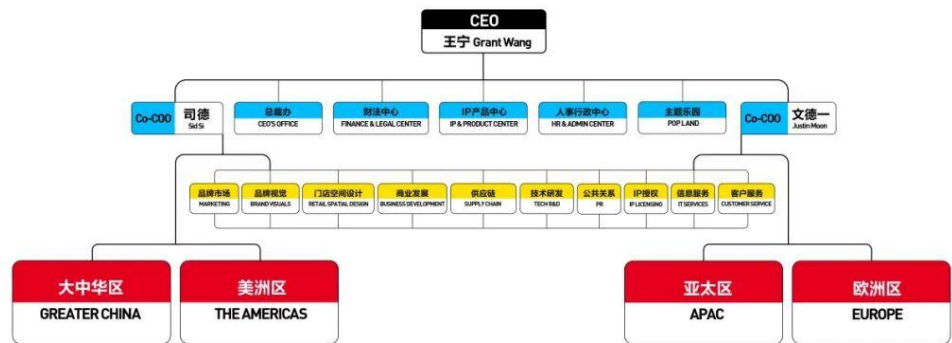 CEO
王宁 Grant Wang
Co-COO
司德
Sid Si
总裁办
CEO'S OFFICE
财法中心
FINANCE & LEGAL CENTER
IP产品中心
IP & PRODUCT CENTER
人事行政中心
HR & ADMIN CENTER
主题乐园
POP LAND
Co-COO
文德一
Justin Moon
品牌市场
MARKETING
品牌视觉
BRAND VISUALS
门店空间设计
RETAIL SPATIAL DESIGN
商业发展
BUSINESS DEVELOPMENT
供应链
SUPPLY CHAIN
技术研发
TECH R&D
公共关系
PR
IP授权
IP LICENSING
信息服务
IT SERVICES
客户服务
CUSTOMER SERVICE
大中华区
GREATER CHINA
美洲区
THE AMERICAS
亚太区
APAC
欧洲区
EUROPE